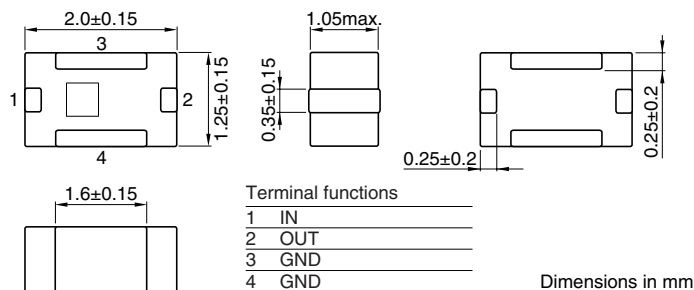 2.0±0.15
3
1
2
4
1.25±0.15
1.05max.
0.35±0.15
0.25±0.2
0.25±0.2
1.6±0.15
Terminal functions
1 IN
2 OUT
3 GND
4 GND
Dimensions in mm